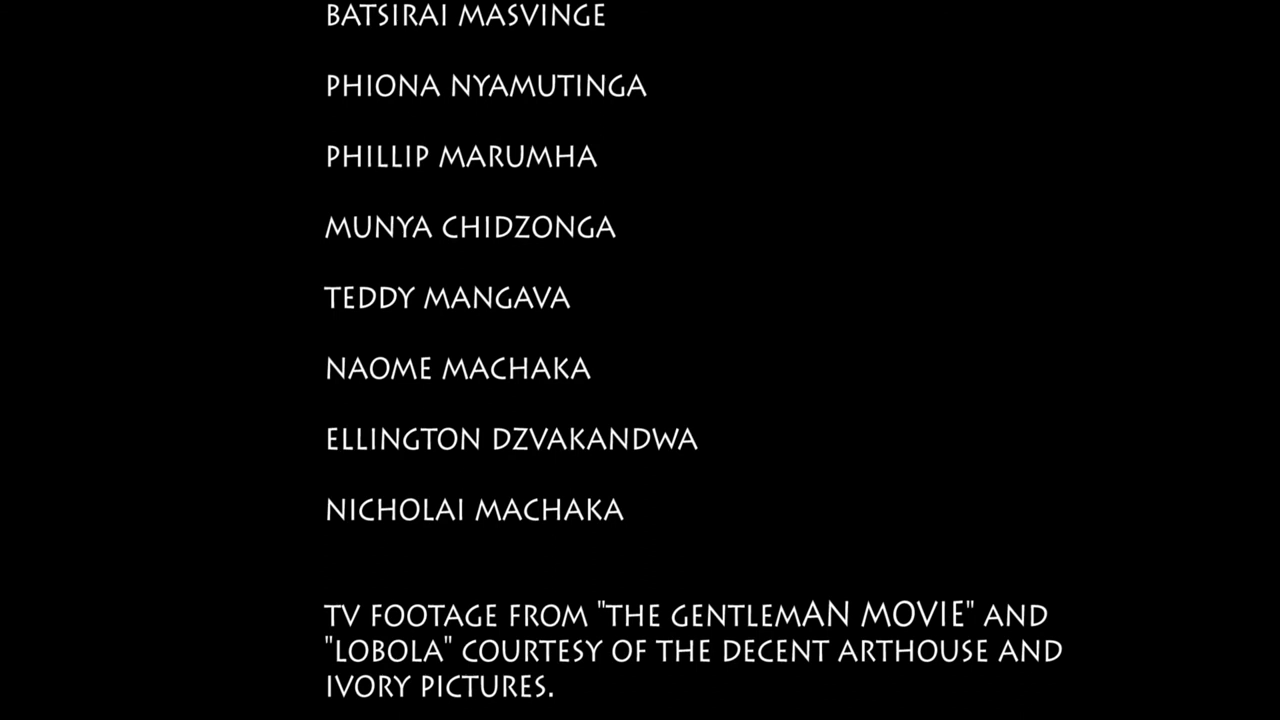 BATSIRAI MASVINGE
PHIONA NYAMUTINGA
PHILLIP MARUMHA
MUNYA CHIDZONGA
TEDDY MANGAVA
NAOME MACHAKA
ELLINGTON DZVAKANDWA
NICHOLAI MACHAKA
TV FOOTAGE FROM "THE GENTLEMAN MOVIE" AND
"LOBOLA" COURTESY OF THE DECENT ARTHOUSE AND
IVORY PICTURES.